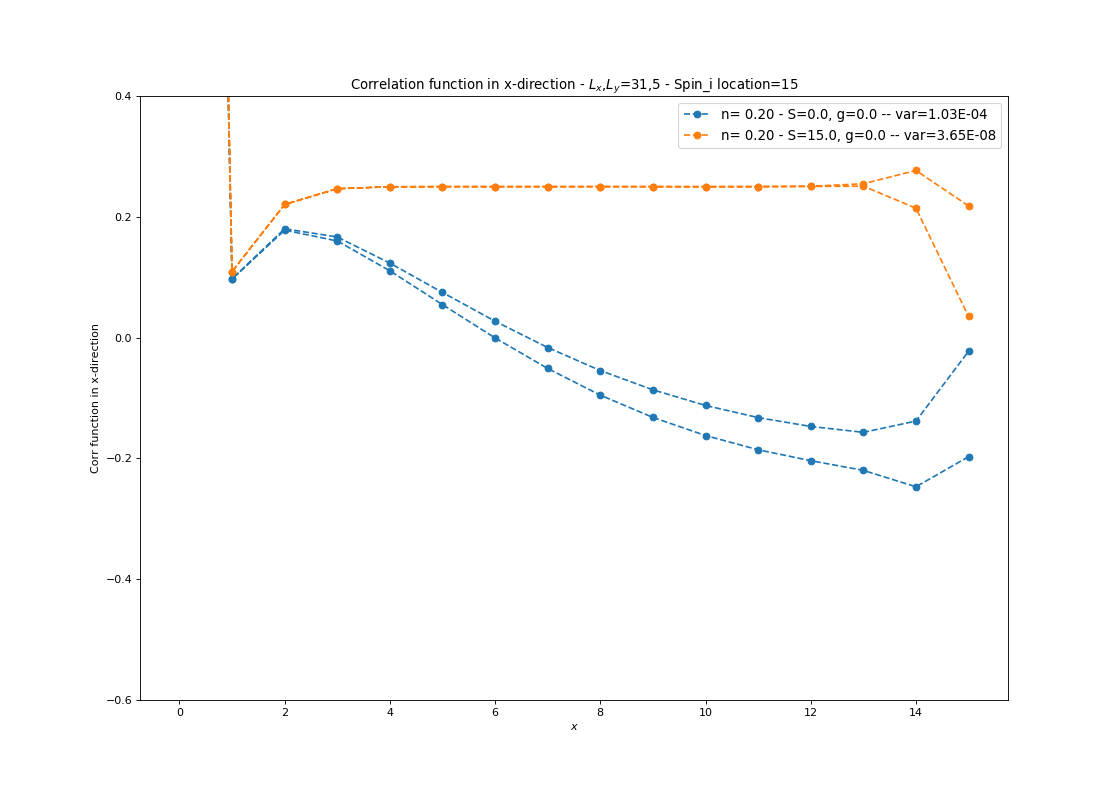 Correlation function in x-direction - Lx,Ly=31,5 - Spin_i location=15
n= 0.20 - S=0.0, g=0.0 -- var=1.03E-04
n= 0.20 - S=15.0, g=0.0 -- var=3.65E-08
0.4
0.2
0.0
−0.2
−0.4
−0.6
Corr function in x-direction
0 2 4 6 8 10 12 14
x